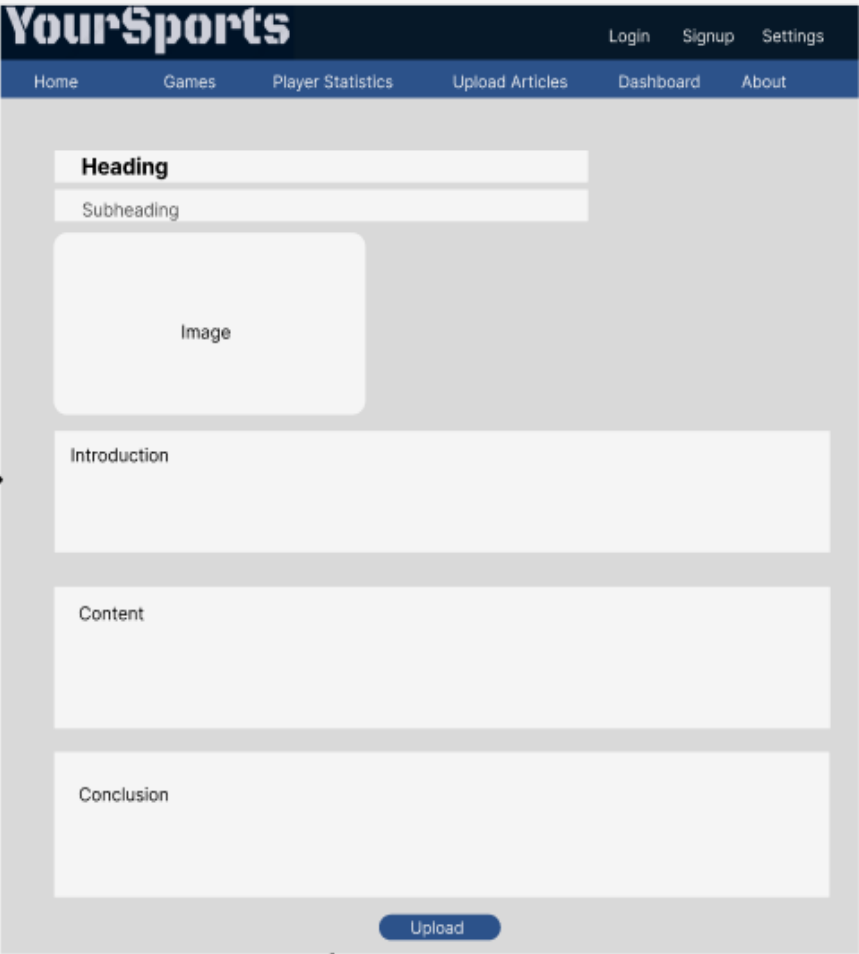 YourSports
Login Signup Settings
Home Games Player Statistics Upload Articles Dashboard About
Heading
Subheading
Image
Introduction
Content
Conclusion
Upload